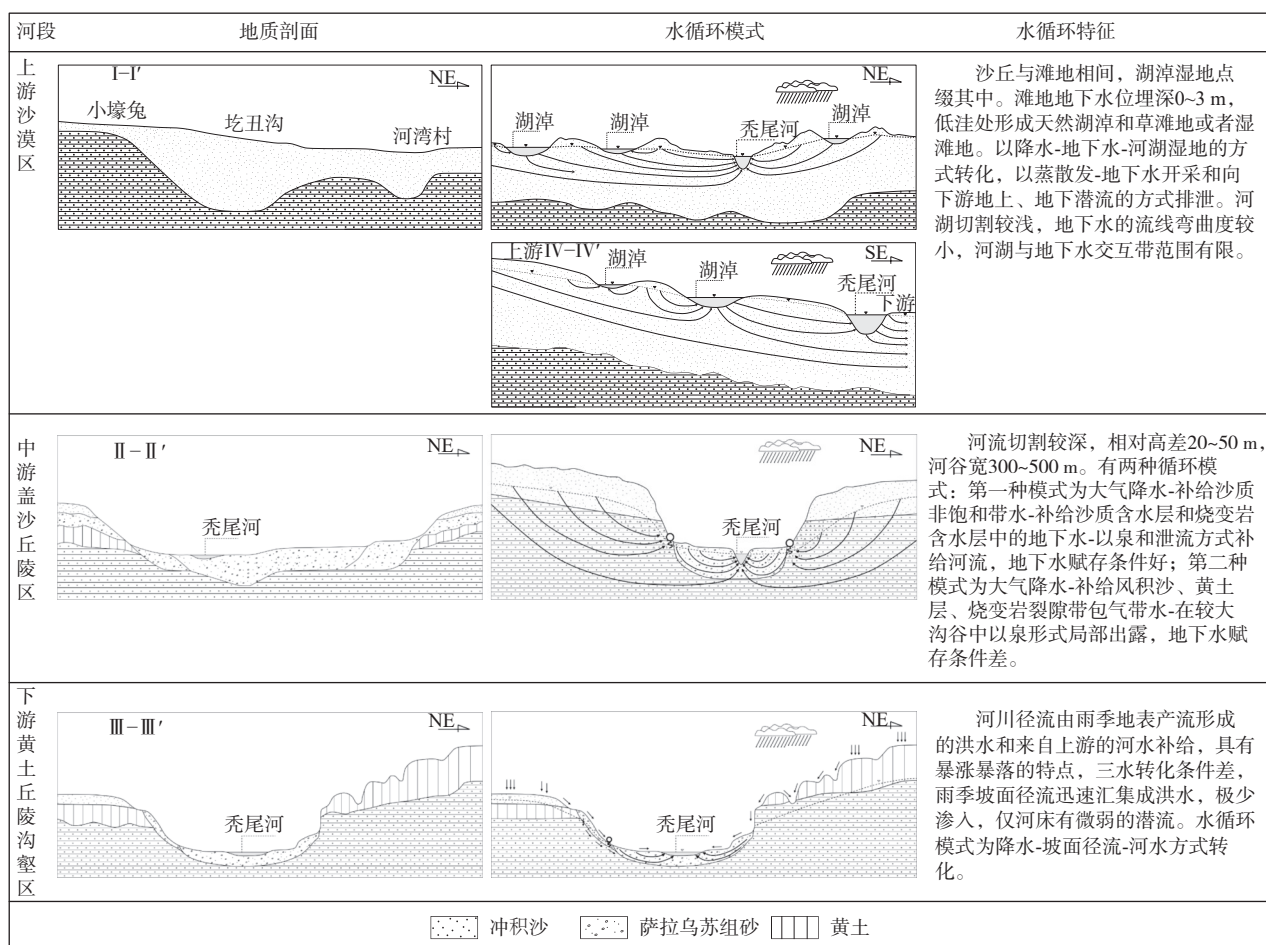 河段 地质剖面 水循环模式 水循环特征
上游沙漠区
I–I′
NE
小壕兔
圪丑沟
河湾村
NE
湖淖 湖淖 秃尾河 湖淖
上游IV–IV′
SE
湖淖
湖淖
秃尾河
下游
沙丘与滩地相间，湖淖湿地点
缀其中。滩地地下水位埋深0~3 m，
低洼处形成天然湖淖和草滩地或者湿
滩地。以降水-地下水-河湖湿地的方
式转化，以蒸散发-地下水开采和向
下游地上、地下潜流的方式排泄。河
湖切割较浅，地下水的流线弯曲度较
小，河湖与地下水交互带范围有限。
中游盖沙丘陵区
II–II′
NE
秃尾河
NE
秃尾河
河流切割较深，相对高差20~50 m，
河谷宽300~500 m。有两种循环模
式：第一种模式为大气降水-补给沙质
非饱和带水-补给沙质含水层和烧变岩
含水层中的地下水-以泉和泄流方式补
给河流，地下水赋存条件好；第二种
模式为大气降水-补给风积沙、黄土
层、烧变岩裂隙带包气带水-在较大
沟谷中以泉形式局部出露，地下水赋
存条件差。
下游黄土丘陵沟壑区
III–III′
NE
秃尾河
NE
秃尾河
河川径流由雨季地表产流形成
的洪水和来自上游的河水补给，具有
暴涨暴落的特点，三水转化条件差，
雨季坡面径流迅速汇集成洪水，极少
渗入，仅河床有微弱的潜流。水循环
模式为降水-坡面径流-河水方式转
化。
冲积沙 萨拉乌苏组砂 黄土